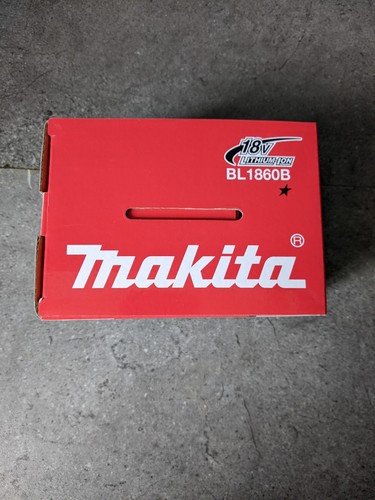 18V
LITHIUM-ION
BL1860B
★
makita®